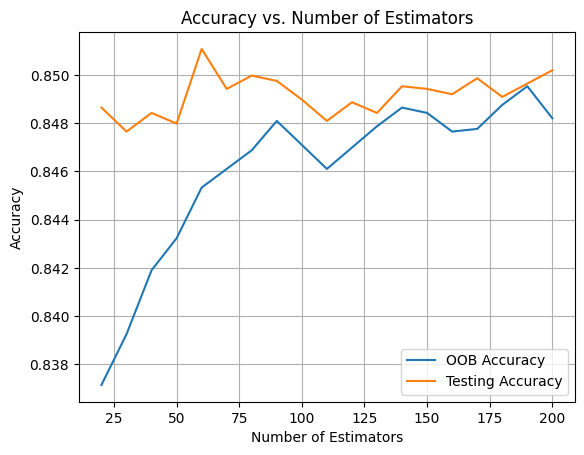 Accuracy vs. Number of Estimators
Accuracy
0.850
0.848
0.846
0.844
0.842
0.840
0.838
25 50 75 100 125 150 175 200
Number of Estimators
OOB Accuracy
Testing Accuracy